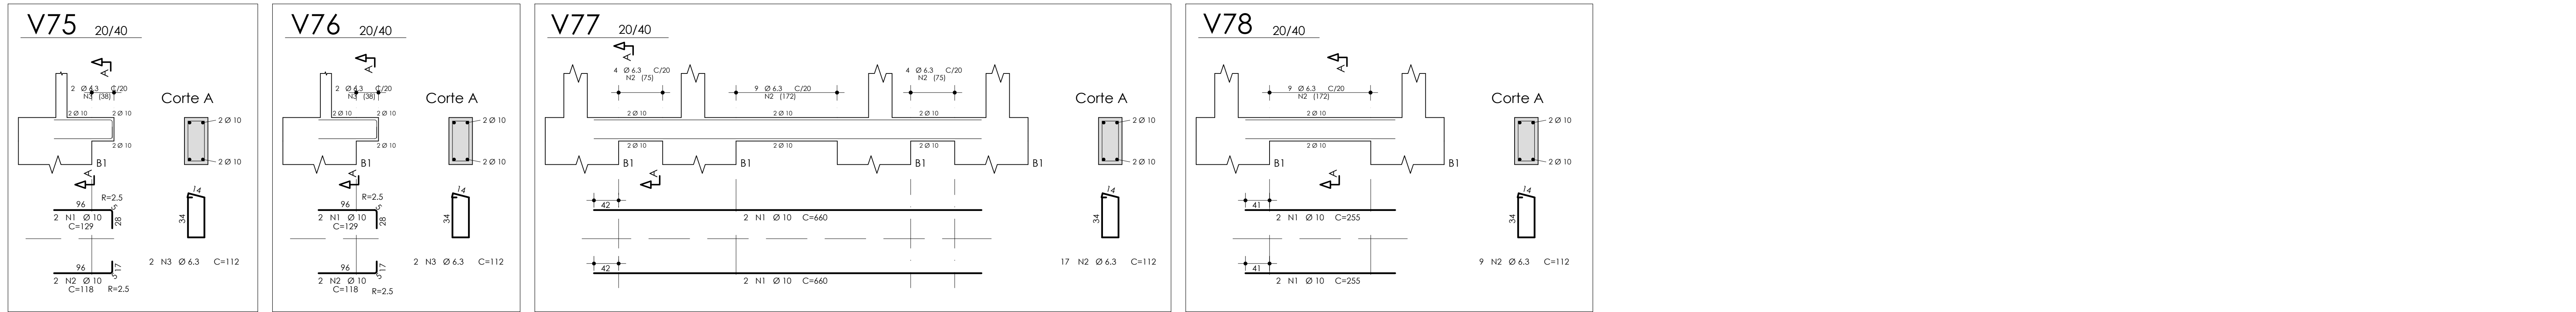 V75 20/40
A
2 Ø 6.3 C/20
N3 (38)
Corte A
2 Ø 10 2 Ø 10
2 Ø 10
2 Ø 10
2 Ø 10
B1
A
R=2.5
96
5
2 N1 Ø 10
C=129
28
14
34
2 N3 Ø 6.3 C=112
96
5
17
2 N2 Ø 10
C=118 R=2.5
V76 20/40
A
2 Ø 6.3 C/20
N3 (38)
Corte A
2 Ø 10 2 Ø 10
2 Ø 10
2 Ø 10
2 Ø 10
B1
A
R=2.5
96
5
2 N1 Ø 10
C=129
28
14
34
2 N3 Ø 6.3 C=112
96
5
17
2 N2 Ø 10
C=118 R=2.5
V77 20/40
A
4 Ø 6.3 C/20
N2 (75)
9 Ø 6.3 C/20
N2 (172)
4 Ø 6.3 C/20
N2 (75)
Corte A
2 Ø 10 2 Ø 10 2 Ø 10
2 Ø 10 2 Ø 10 2 Ø 10
2 Ø 10
2 Ø 10
B1 B1 B1 B1
A
42
2 N1 Ø 10 C=660
14
34
17 N2 Ø 6.3 C=112
42
2 N1 Ø 10 C=660
V78 20/40
A
9 Ø 6.3 C/20
N2 (172)
Corte A
2 Ø 10
2 Ø 10
2 Ø 10
2 Ø 10
B1 B1
A
41
2 N1 Ø 10 C=255
14
34
9 N2 Ø 6.3 C=112
41
2 N1 Ø 10 C=255